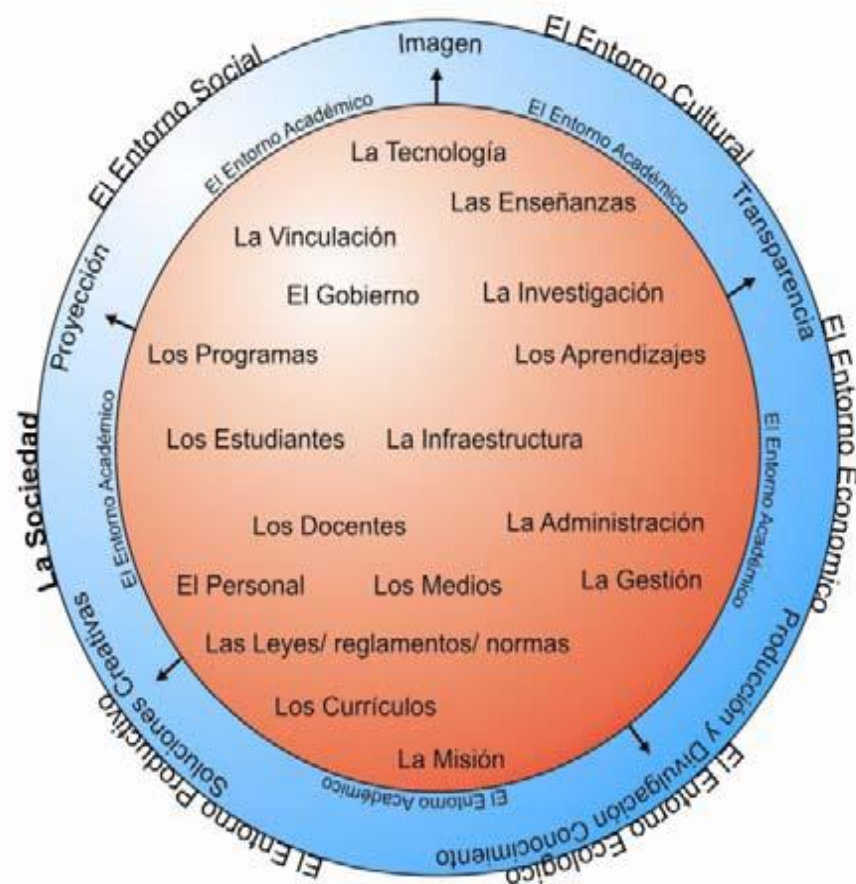 El Entorno Social
El Entorno Cultural
El Entorno Economico
El Entorno Ecologico
El Entorno Productivo
La Sociedad
Imagen
Transparencia
Producción y Divulgación Conocimiento
Soluciones Creativas
Proyección
El Entorno Académico
El Entorno Académico
El Entorno Académico
El Entorno Académico
El Entorno Académico
La Tecnología
Las Enseñanzas
La Vinculación
El Gobierno
La Investigación
Los Programas
Los Aprendizajes
Los Estudiantes
La Infraestructura
Los Docentes
La Administración
El Personal
Los Medios
La Gestión
Las Leyes/ reglamentos/ normas
Los Currículos
La Misión